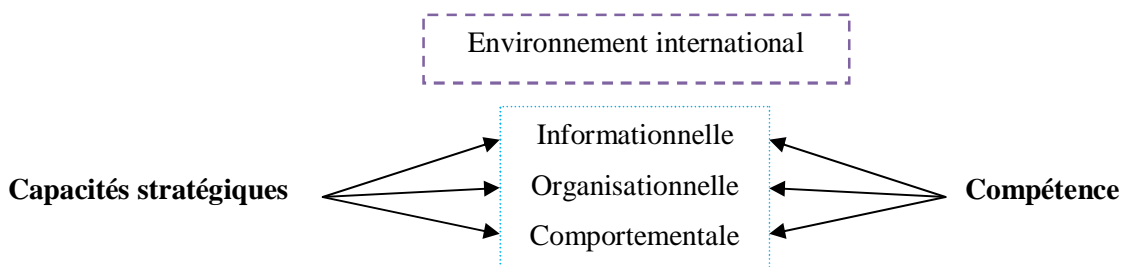 Environnement international
Informationnelle
Capacités stratégiques
Organisationnelle
Compétence
Comportementale